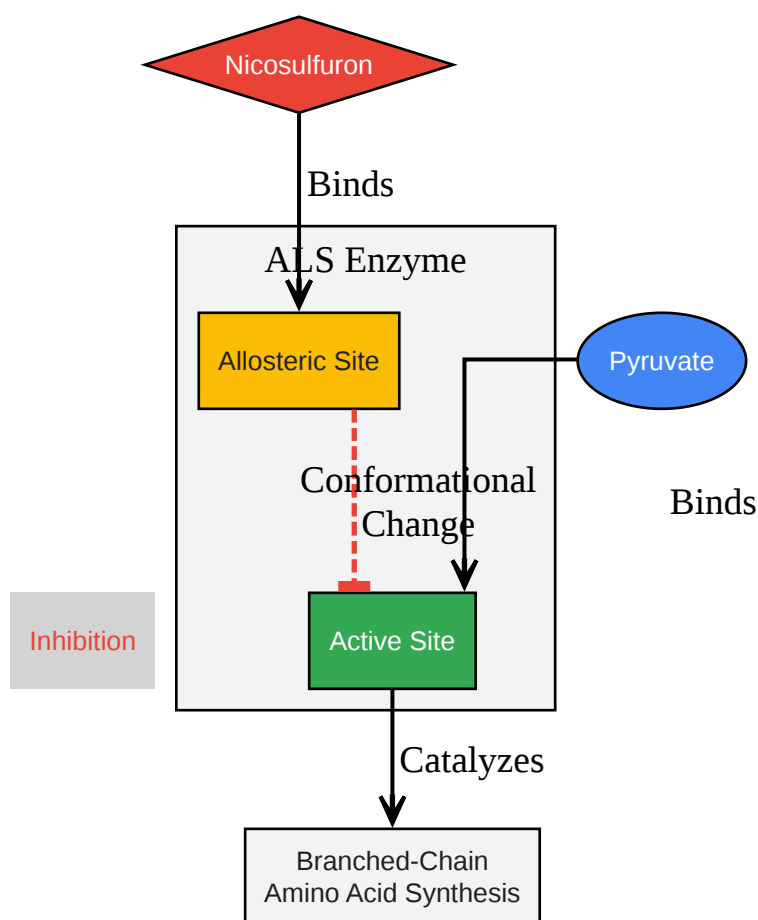 Nicosulfuron
Binds
ALS Enzyme
Allosteric Site
Pyruvate
Conformational
Change
Binds
Inhibition
Active Site
Catalyzes
Branched-Chain
Amino Acid Synthesis